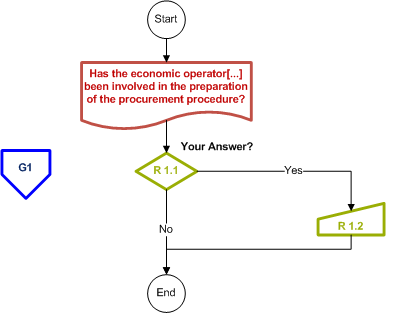 Start
Has the economic operator[...]
been involved in the preparation
of the procurement procedure?
Your Answer?
G1
R 1.1
Yes
R 1.2
No
End